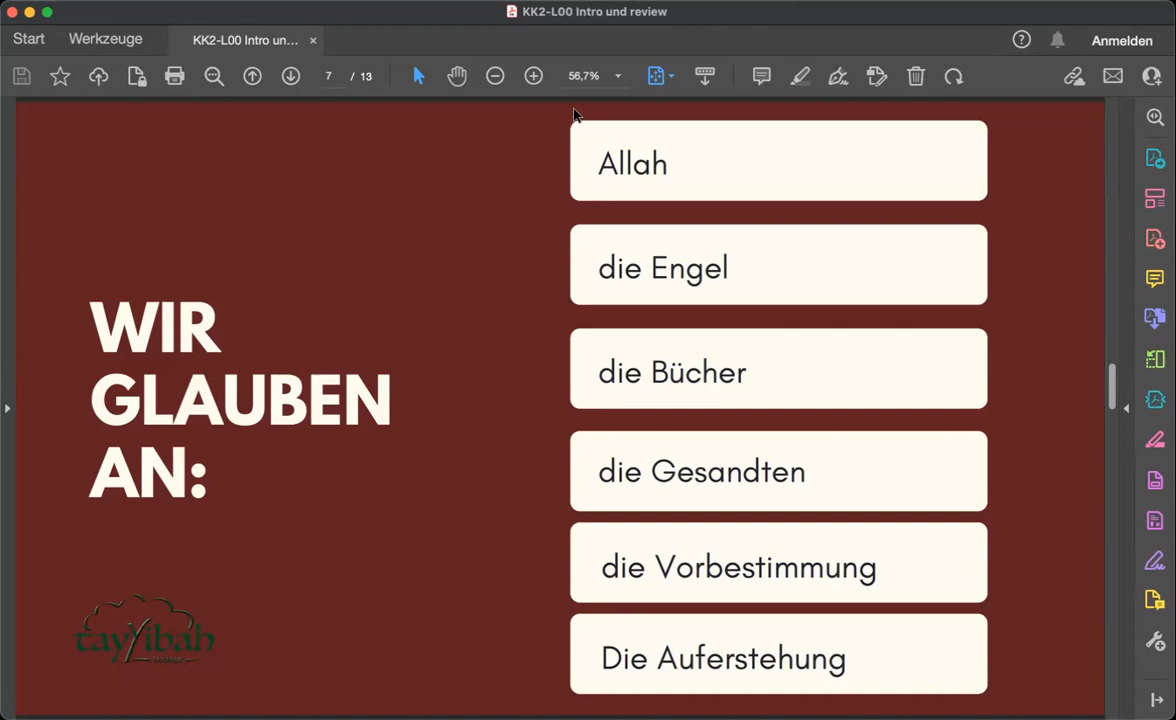 KK2-L00 Intro und review
Start
Werkzeuge
KK2-L00 Intro un...
Anmelden
7 / 13
56,7%
WIR
GLAUBEN
AN:
Allah
die Engel
die Bücher
die Gesandten
die Vorbestimmung
Die Auferstehung
tayyibah